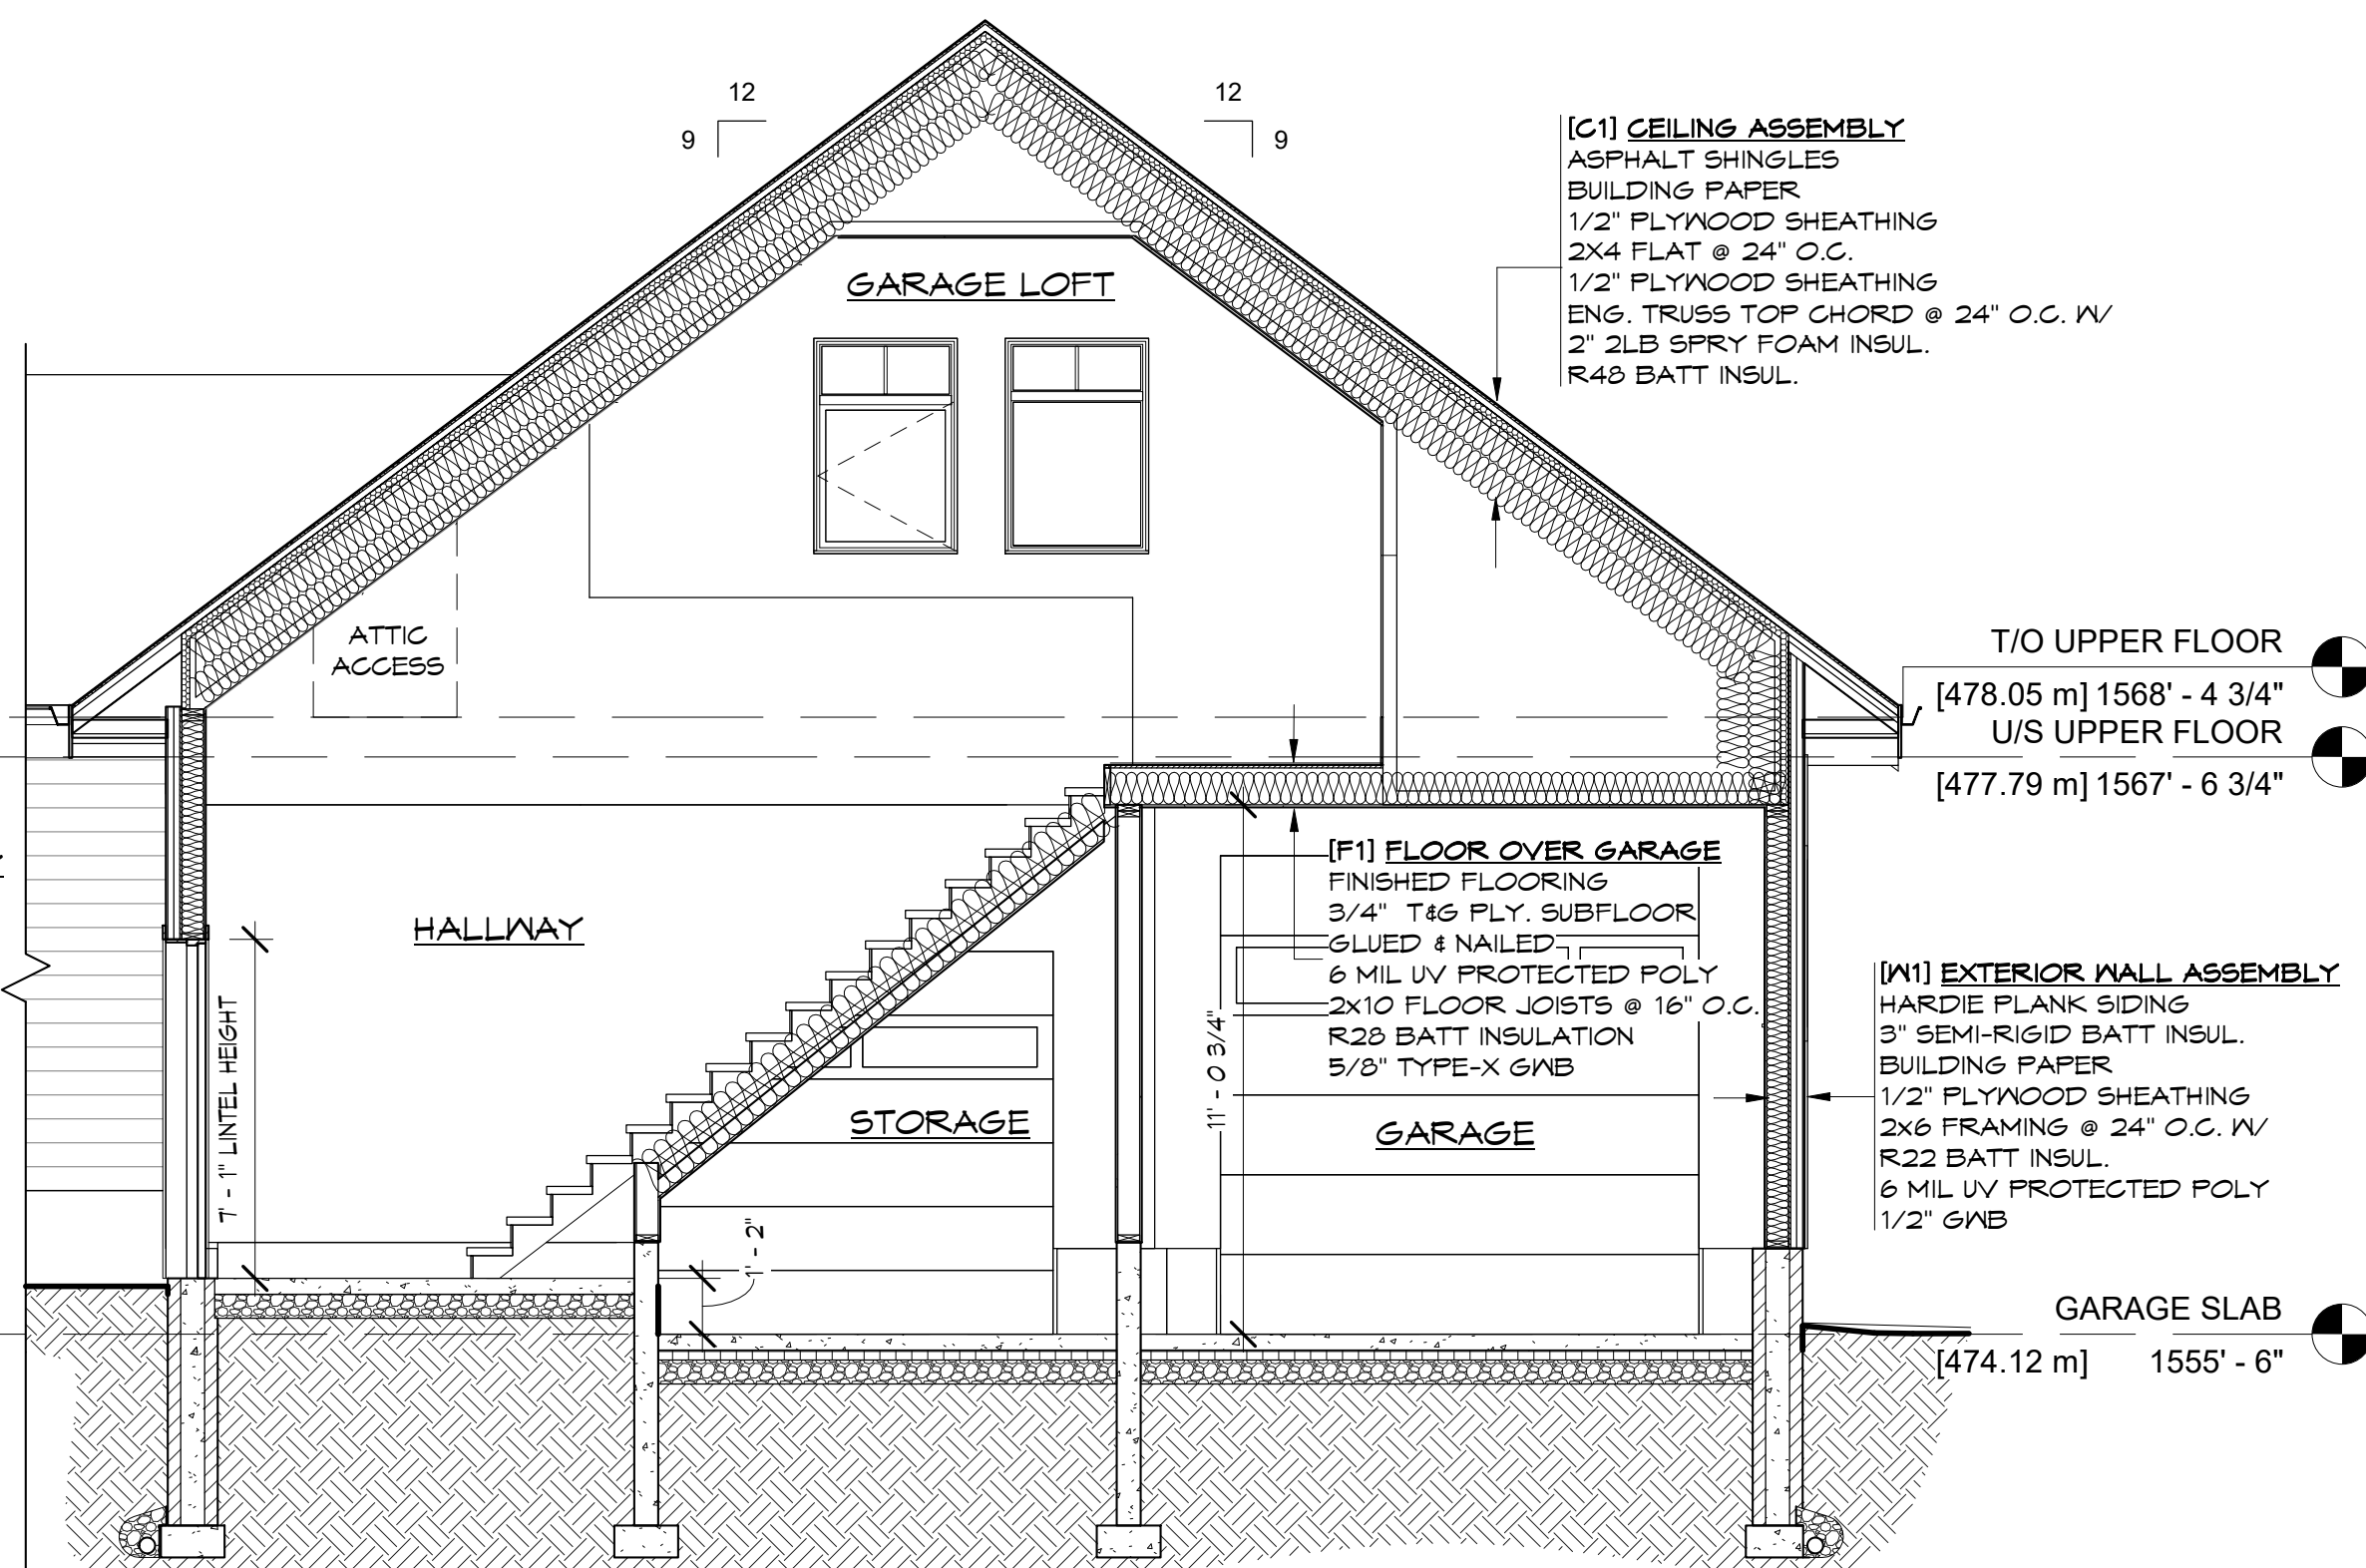 12
9
12
9
[C1] CEILING ASSEMBLY
ASPHALT SHINGLES
BUILDING PAPER
1/2" PLYWOOD SHEATHING
2X4 FLAT @ 24" O.C.
1/2" PLYWOOD SHEATHING
ENG. TRUSS TOP CHORD @ 24" O.C. W/
2" 2LB SPRY FOAM INSUL.
R48 BATT INSUL.
GARAGE LOFT
ATTIC
ACCESS
T/O UPPER FLOOR
[478.05 m] 1568' - 4 3/4"
U/S UPPER FLOOR
[477.79 m] 1567' - 6 3/4"
[F1] FLOOR OVER GARAGE
FINISHED FLOORING
3/4" T&G PLY. SUBFLOOR
GLUED & NAILED
6 MIL UV PROTECTED POLY
2x10 FLOOR JOISTS @ 16" O.C.
R28 BATT INSULATION
5/8" TYPE-X GWB
HALLWAY
7' - 1" LINTEL HEIGHT
11' - 0 3/4"
[W1] EXTERIOR WALL ASSEMBLY
HARDIE PLANK SIDING
3" SEMI-RIGID BATT INSUL.
BUILDING PAPER
1/2" PLYWOOD SHEATHING
2x6 FRAMING @ 24" O.C. W/
R22 BATT INSUL.
6 MIL UV PROTECTED POLY
1/2" GWB
STORAGE
GARAGE
1' - 2"
GARAGE SLAB
[474.12 m] 1555' - 6"